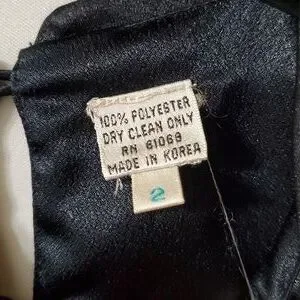 100% POLYESTER
DRY CLEAN ONLY
RN 61069
MADE IN KOREA
2